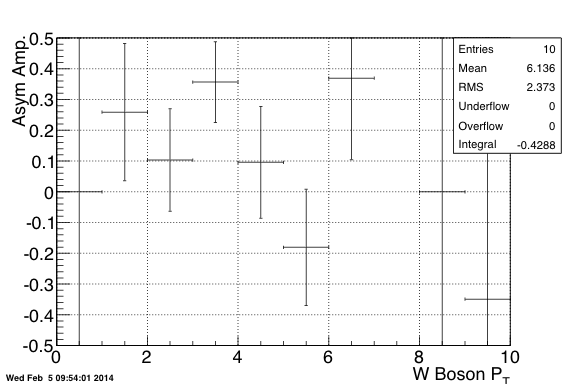 Asym Amp.
0.5
0.4
0.3
0.2
0.1
0
-0.1
-0.2
-0.3
-0.4
-0.5
Entries 10
Mean 6.136
RMS 2.373
Underflow 0
Overflow 0
Integral -0.4288
0 2 4 6 8 10
W Boson P_T
Wed Feb 5 09:54:01 2014